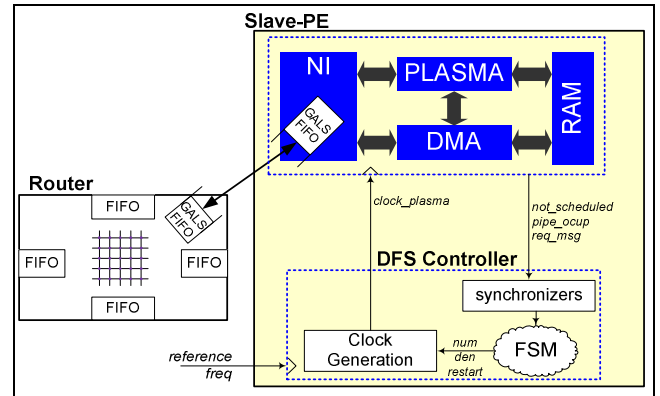 Slave-PE
NI
PLASMA
RAM
GALS
FIFO
DMA
Router
FIFO
GALS
FIFO
FIFO
FIFO
FIFO
clock_plasma
not_scheduled
pipe_ocup
req_msg
DFS Controller
synchronizers
Clock
Generation
num
den
restart
FSM
reference
freq